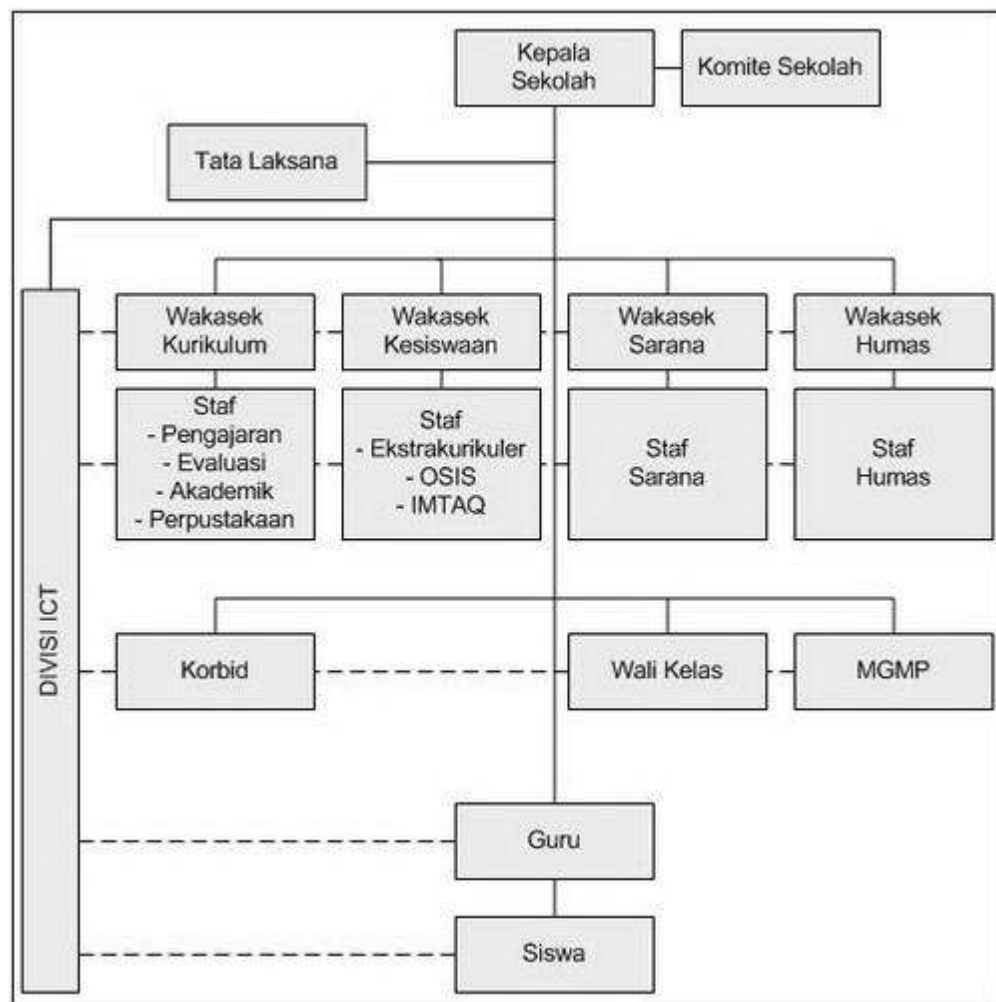 Kepala
Sekolah
Komite Sekolah
Tata Laksana
DIVISI ICT
Wakasek
Kurikulum
Wakasek
Kesiswaan
Wakasek
Sarana
Wakasek
Humas
Staf
- Pengajaran
- Evaluasi
- Akademik
- Perpustakaan
Staf
- Ekstrakurikuler
- OSIS
- IMTAQ
Staf
Sarana
Staf
Humas
Korbid
Wali Kelas
MGMP
Guru
Siswa